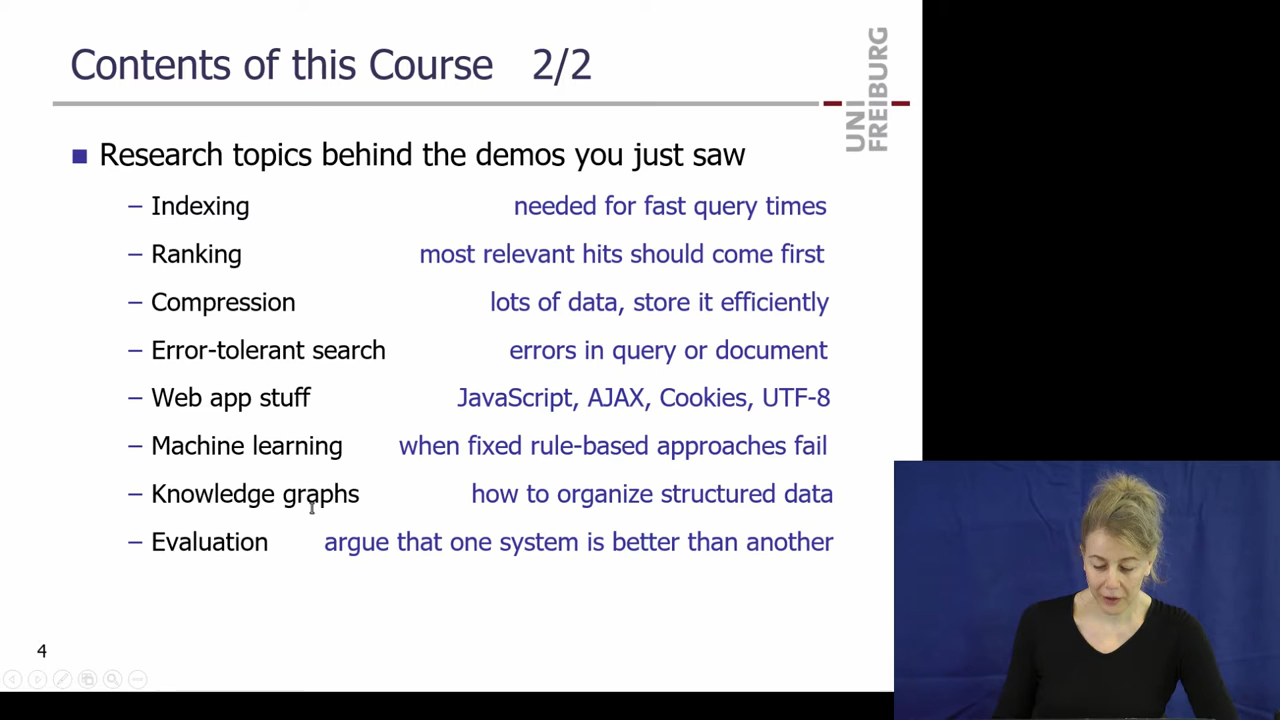 Contents of this Course 2/2
UNI
FREIBURG
Research topics behind the demos you just saw
– Indexing needed for fast query times
– Ranking most relevant hits should come first
– Compression lots of data, store it efficiently
– Error-tolerant search errors in query or document
– Web app stuff JavaScript, AJAX, Cookies, UTF-8
– Machine learning when fixed rule-based approaches fail
– Knowledge graphs how to organize structured data
– Evaluation argue that one system is better than another
4